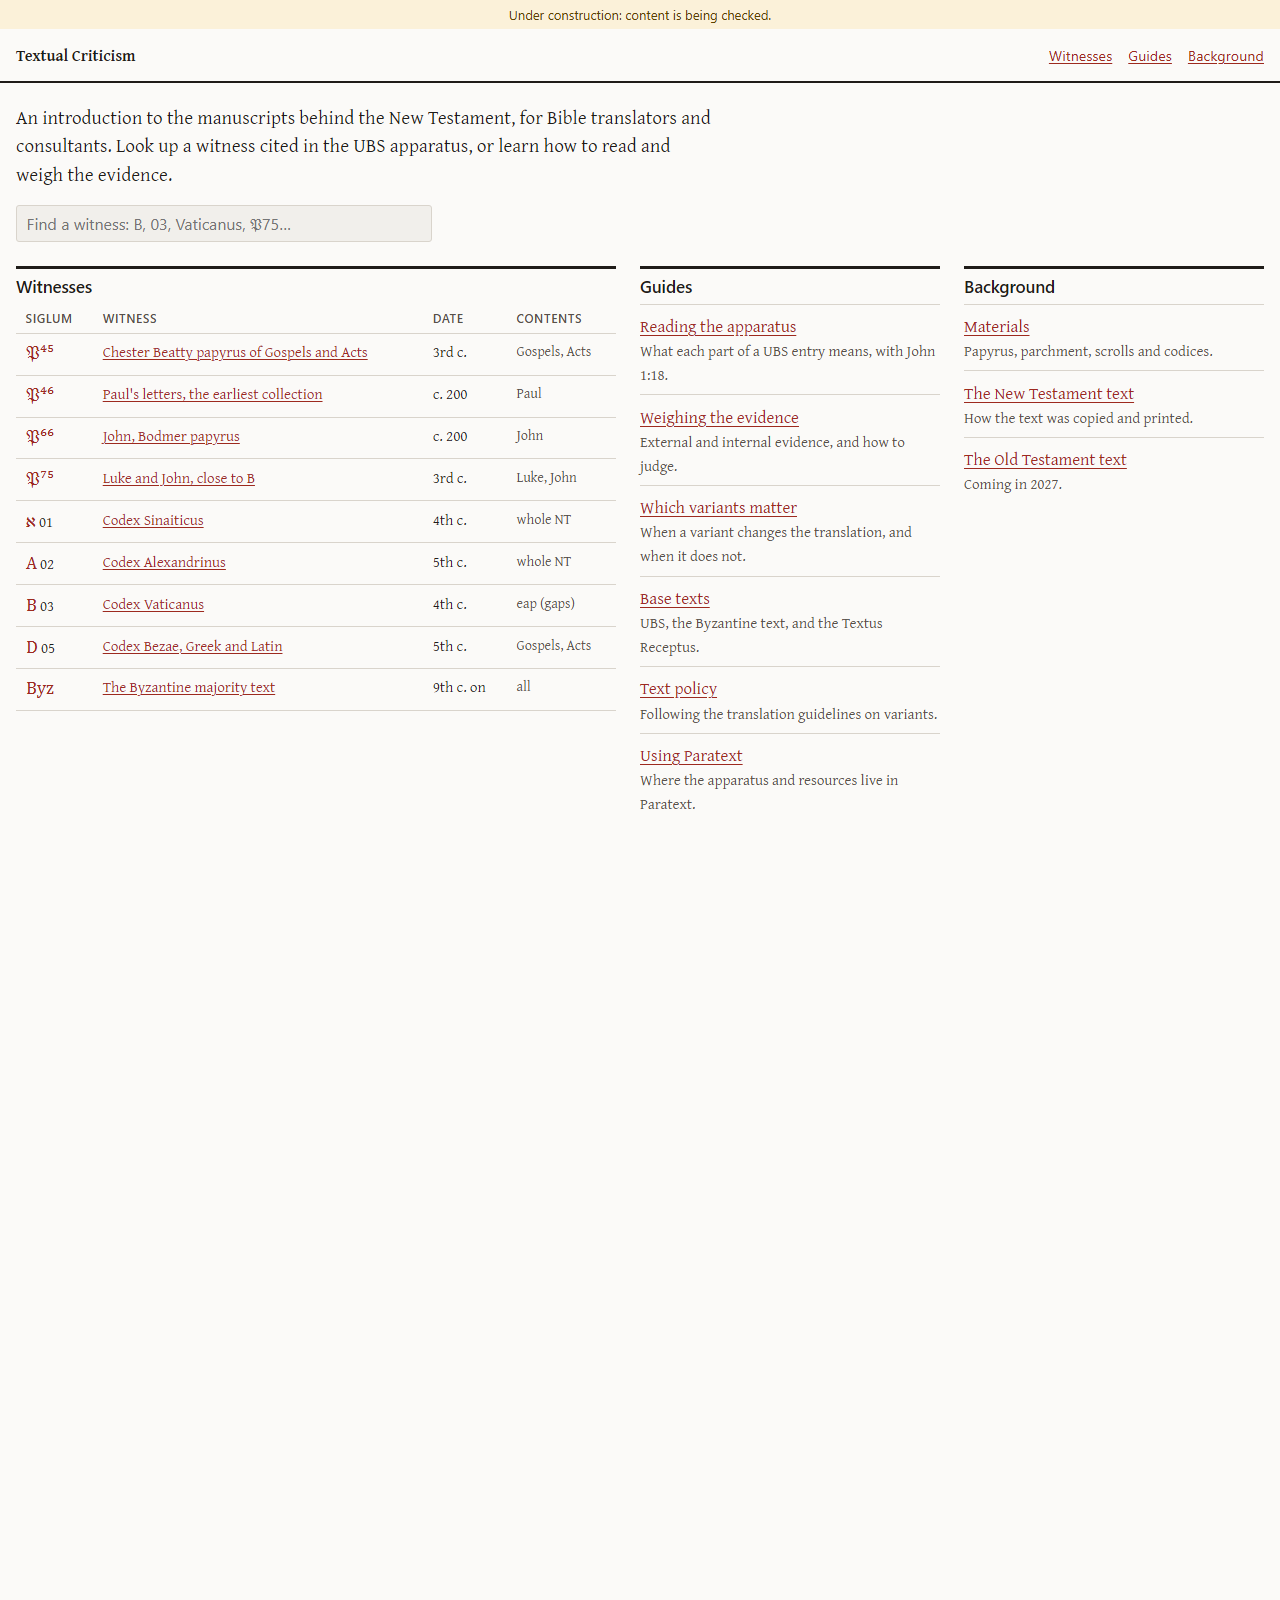 Under construction: content is being checked.
Textual Criticism
Witnesses Guides Background
An introduction to the manuscripts behind the New Testament, for Bible translators and
consultants. Look up a witness cited in the UBS apparatus, or learn how to read and
weigh the evidence.
Find a witness: B, 03, Vaticanus, 𝔓75...
Witnesses
SIGLUM WITNESS DATE CONTENTS
𝔓⁴⁵ Chester Beatty papyrus of Gospels and Acts 3rd c. Gospels, Acts
𝔓⁴⁶ Paul's letters, the earliest collection c. 200 Paul
𝔓⁶⁶ John, Bodmer papyrus c. 200 John
𝔓⁷⁵ Luke and John, close to B 3rd c. Luke, John
ℵ 01 Codex Sinaiticus 4th c. whole NT
A 02 Codex Alexandrinus 5th c. whole NT
B 03 Codex Vaticanus 4th c. eap (gaps)
D 05 Codex Bezae, Greek and Latin 5th c. Gospels, Acts
Byz The Byzantine majority text 9th c. on all
Guides
Reading the apparatus
What each part of a UBS entry means, with John
1:18.
Weighing the evidence
External and internal evidence, and how to
judge.
Which variants matter
When a variant changes the translation, and
when it does not.
Base texts
UBS, the Byzantine text, and the Textus
Receptus.
Text policy
Following the translation guidelines on variants.
Using Paratext
Where the apparatus and resources live in
Paratext.
Background
Materials
Papyrus, parchment, scrolls and codices.
The New Testament text
How the text was copied and printed.
The Old Testament text
Coming in 2027.